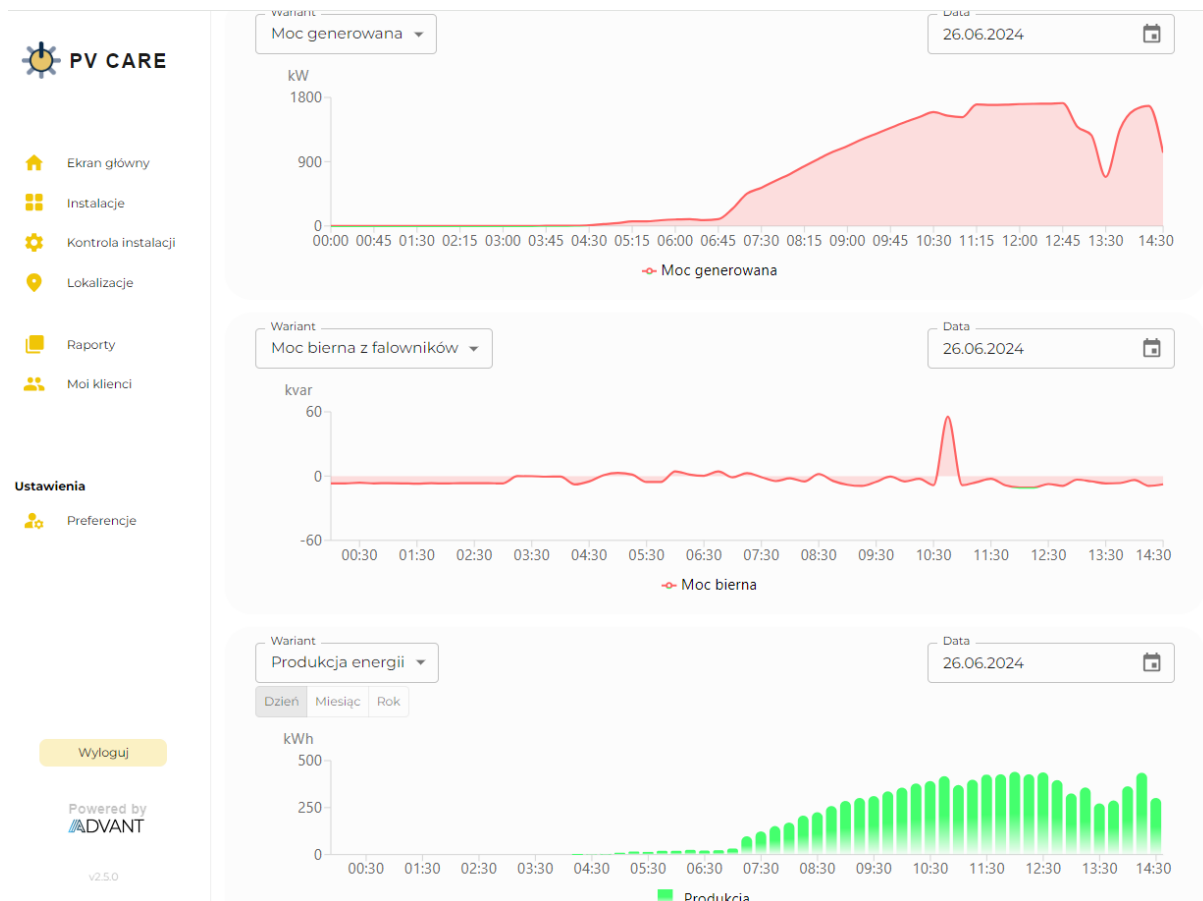 PV CARE
Ekran główny
Instalacje
Kontrola instalacji
Lokalizacje
Raporty
Moi klienci
Ustawienia
Preferencje
Wyloguj
Powered by
ADVANT
v2.5.0
Wariant
Moc generowana
Data
26.06.2024
kW
1800
900
0
00:00 00:45 01:30 02:15 03:00 03:45 04:30 05:15 06:00 06:45 07:30 08:15 09:00 09:45 10:30 11:15 12:00 12:45 13:30 14:30
Moc generowana
Wariant
Moc bierna z falowników
Data
26.06.2024
kvar
60
0
-60
00:30 01:30 02:30 03:30 04:30 05:30 06:30 07:30 08:30 09:30 10:30 11:30 12:30 13:30 14:30
Moc bierna
Wariant
Produkcja energii
Data
26.06.2024
Dzień Miesiąc Rok
kWh
500
250
0
00:30 01:30 02:30 03:30 04:30 05:30 06:30 07:30 08:30 09:30 10:30 11:30 12:30 13:30 14:30
Produkcja